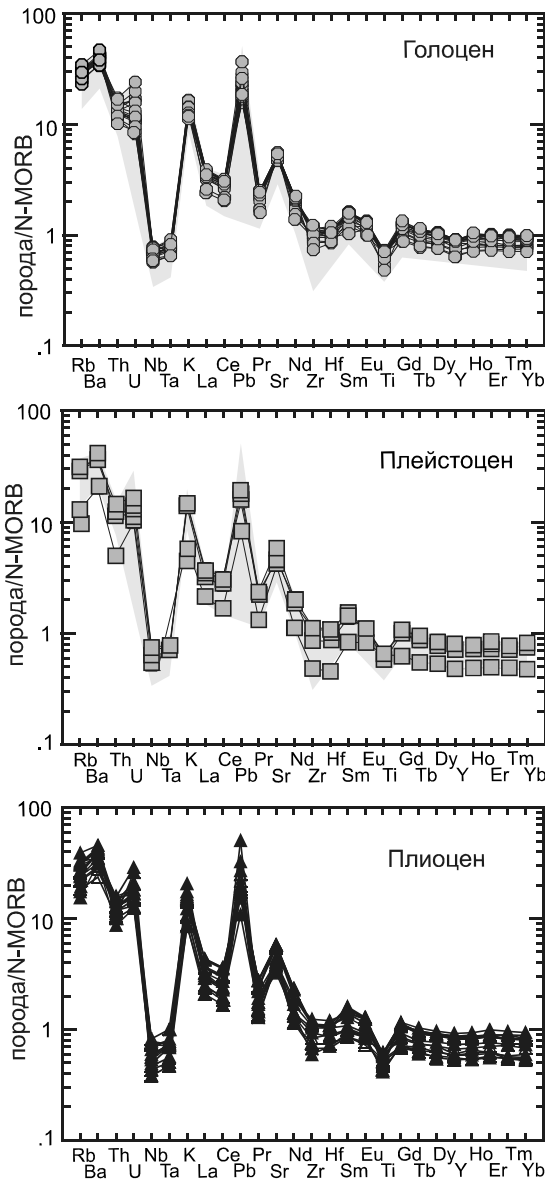 100
Голоцен
10
порода/N-MORB
1
.1
Rb Th Nb K Ce Pr Nd Hf Eu Gd Dy Ho Tm
Ba U Ta La Pb Sr Zr Sm Ti Tb Y Er Yb
100
Плейстоцен
10
порода/N-MORB
1
.1
Rb Th Nb K Ce Pr Nd Hf Eu Gd Dy Ho Tm
Ba U Ta La Pb Sr Zr Sm Ti Tb Y Er Yb
100
Плиоцен
10
порода/N-MORB
1
.1
Rb Th Nb K Ce Pr Nd Hf Eu Gd Dy Ho Tm
Ba U Ta La Pb Sr Zr Sm Ti Tb Y Er Yb